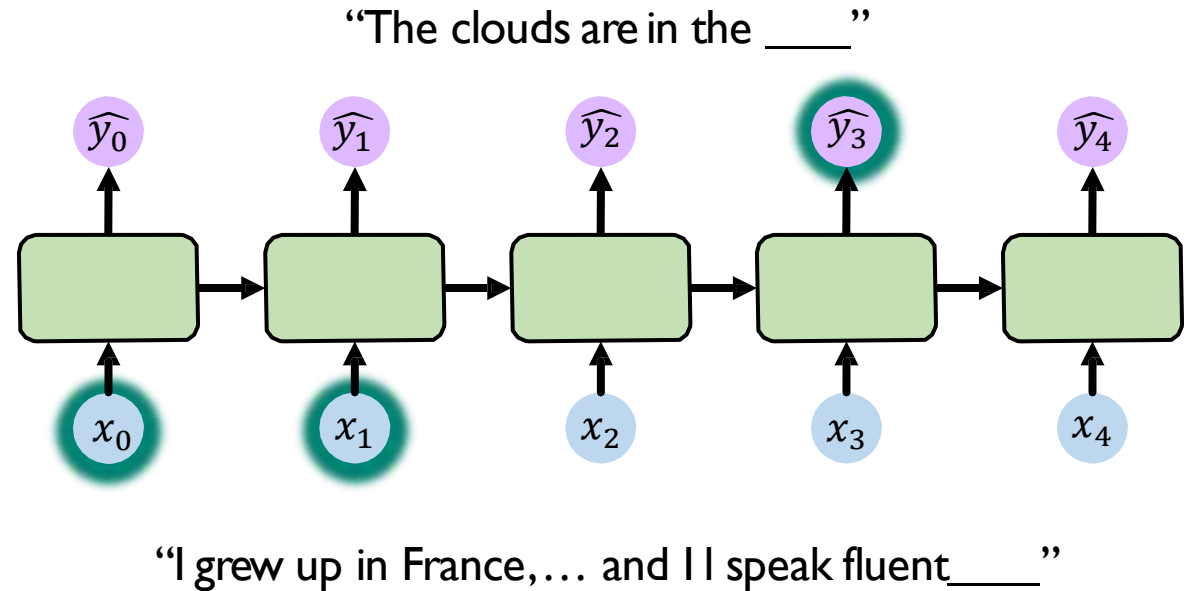 “The clouds are in the ____”
ŷ₀ ŷ₁ ŷ₂ ŷ₃ ŷ₄
x₀ x₁ x₂ x₃ x₄
“I grew up in France,… and I I speak fluent____”